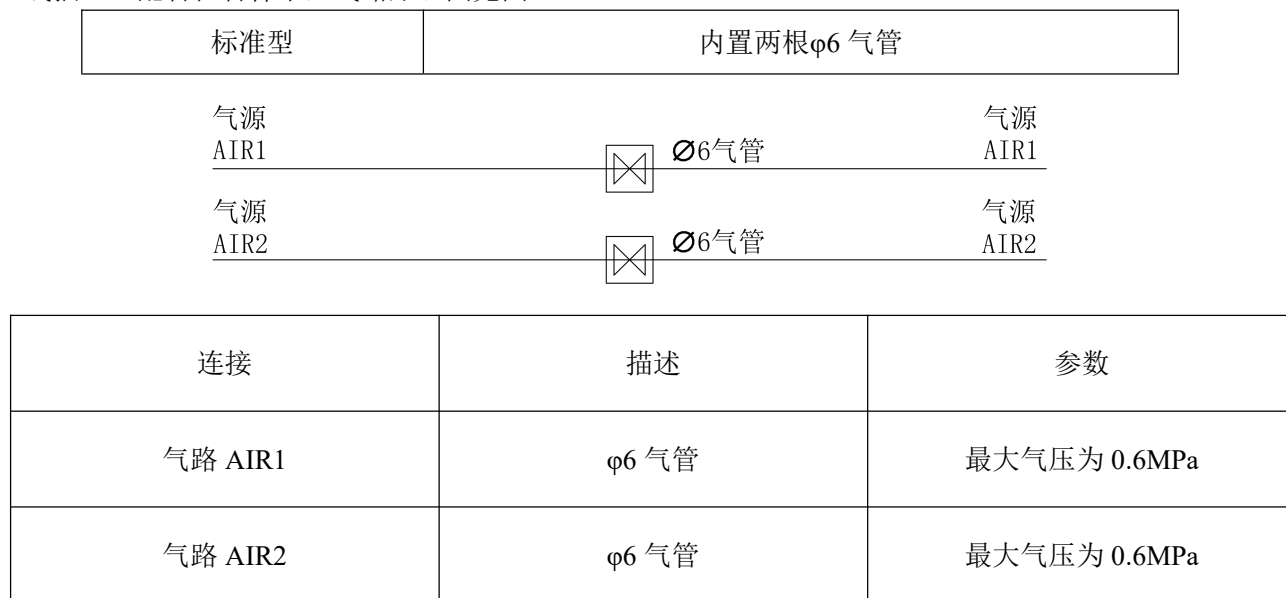 标准型 内置两根φ6 气管
气源 气源
AIR1 Ø6气管 AIR1
气源 气源
AIR2 Ø6气管 AIR2
连接 描述 参数
气路 AIR1 φ6 气管 最大气压为 0.6MPa
气路 AIR2 φ6 气管 最大气压为 0.6MPa